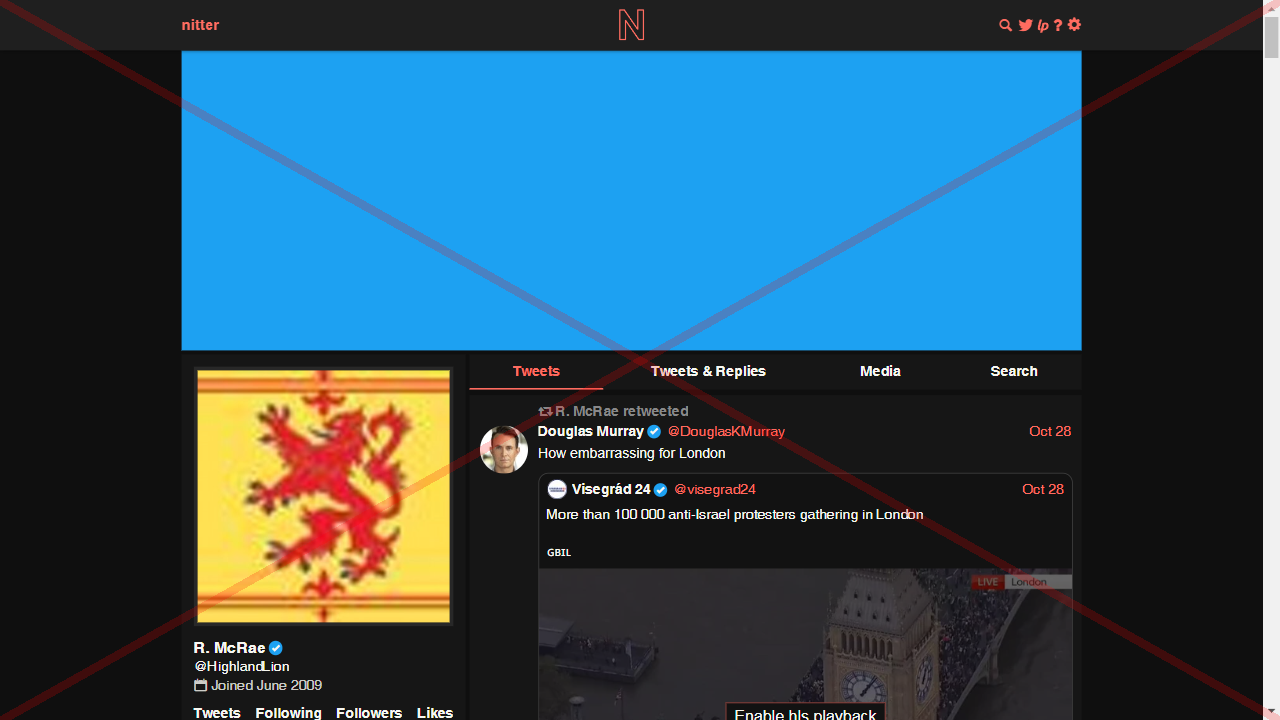 nitter
N
lp ?
Tweets
Tweets & Replies
Media
Search
R. McRae retweeted
Douglas Murray @DouglasKMurray Oct 28
How embarrassing for London
Visegrád 24 @visegrad24 Oct 28
More than 100 000 anti-Israel protesters gathering in London
GBIL
LIVE London
Enable hls playback
R. McRae
@HighlandLion
Joined June 2009
Tweets Following Followers Likes